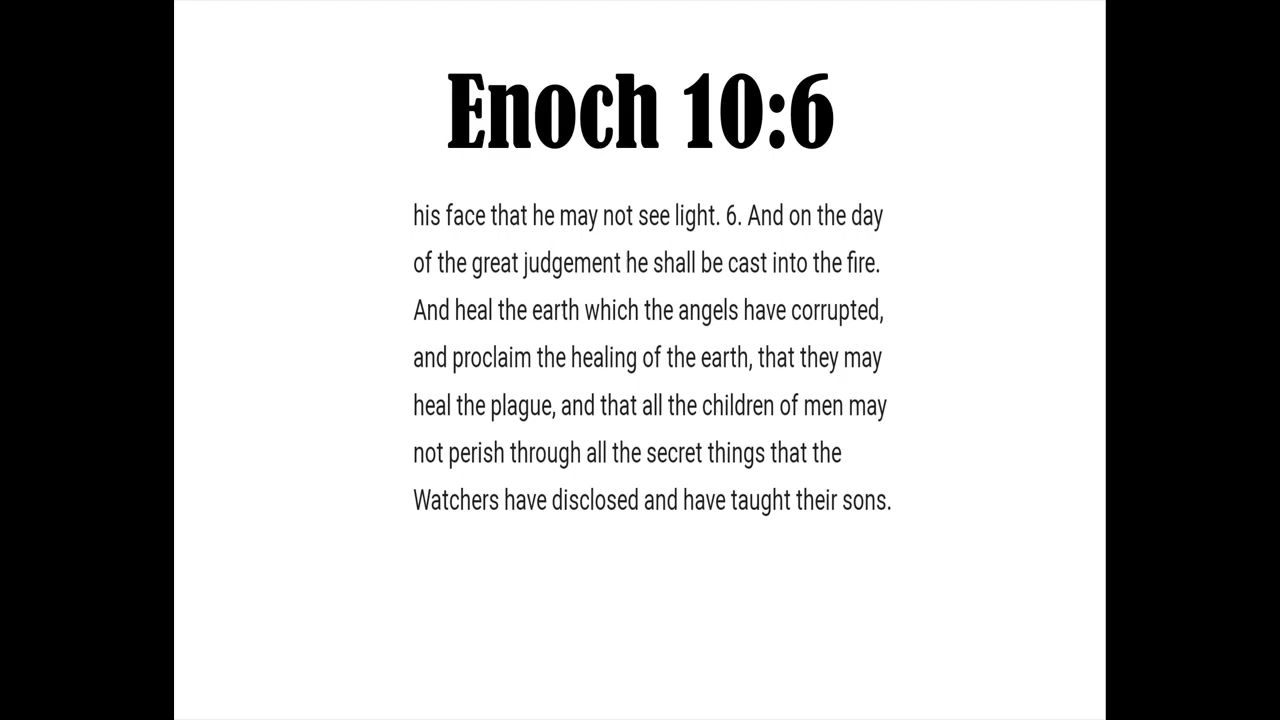 Enoch 10:6
his face that he may not see light. 6. And on the day
of the great judgement he shall be cast into the fire.
And heal the earth which the angels have corrupted,
and proclaim the healing of the earth, that they may
heal the plague, and that all the children of men may
not perish through all the secret things that the
Watchers have disclosed and have taught their sons.